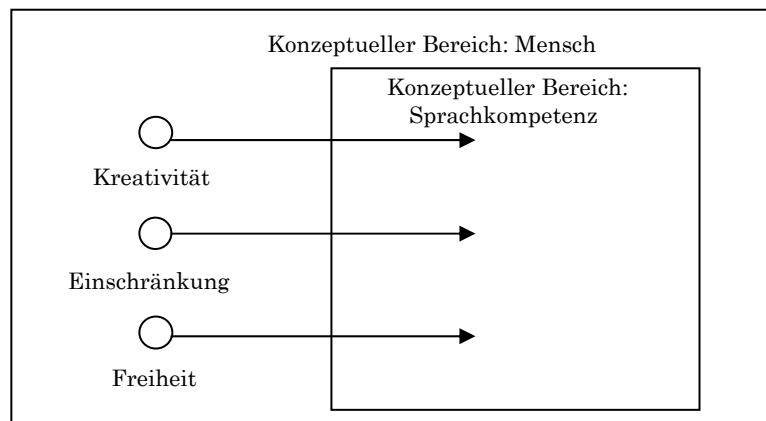 Konzeptueller Bereich: Mensch
Konzeptueller Bereich:
Sprachkompetenz
Kreativität
Einschränkung
Freiheit